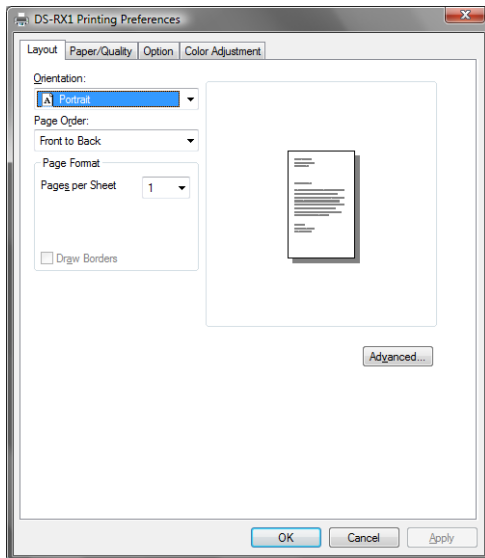 DS-RX1 Printing Preferences
Layout Paper/Quality Option Color Adjustment
Orientation:
A Portrait
Page Order:
Front to Back
Page Format
Pages per Sheet 1
Draw Borders
Advanced...
OK Cancel Apply